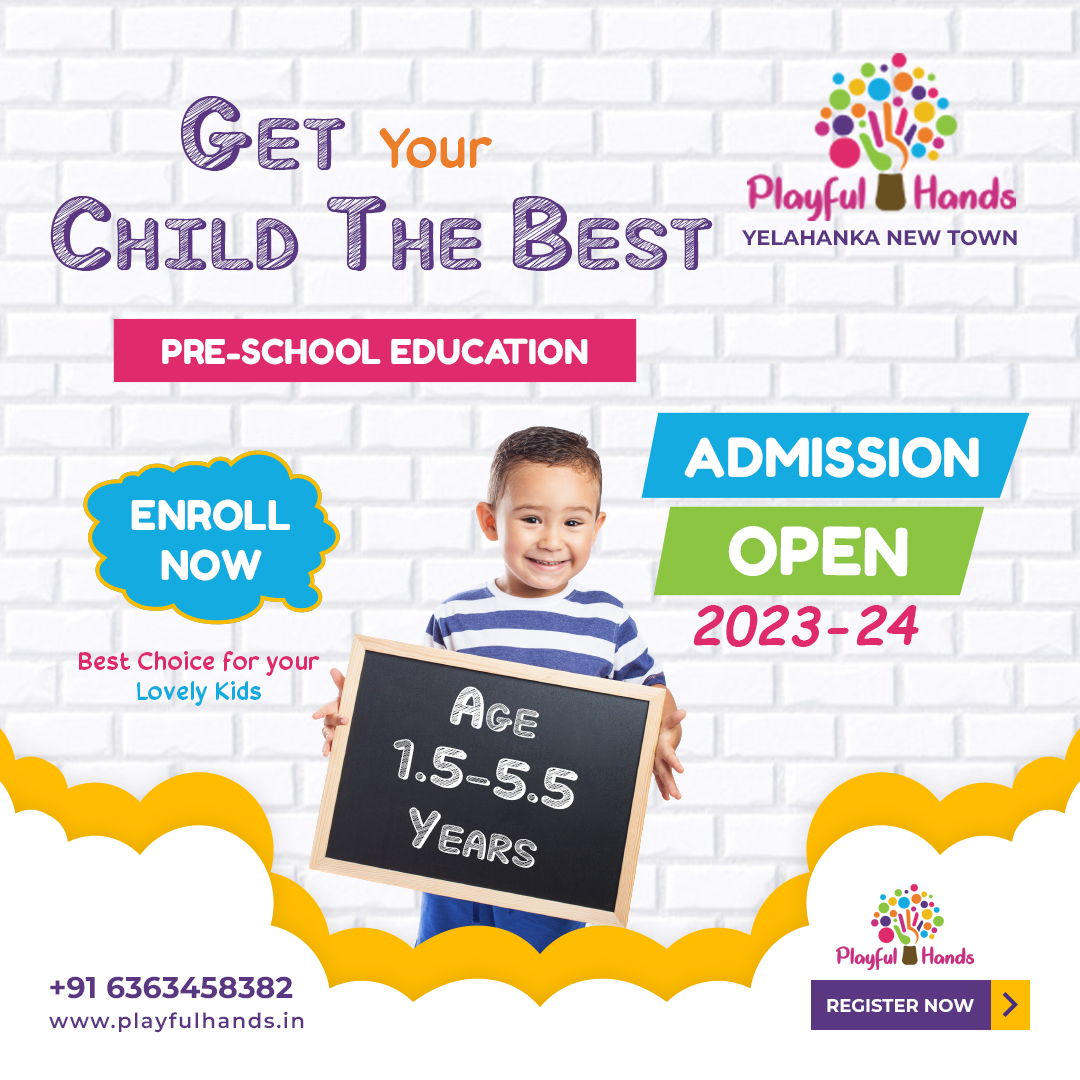 GET Your
CHILD THE BEST
Playful Hands
YELAHANKA NEW TOWN
PRE-SCHOOL EDUCATION
ADMISSION
OPEN
2023-24
ENROLL
NOW
Best Choice for your
Lovely Kids
AGE
1.5-5.5
YEARS
+91 6363458382
www.playfulhands.in
Playful Hands
REGISTER NOW